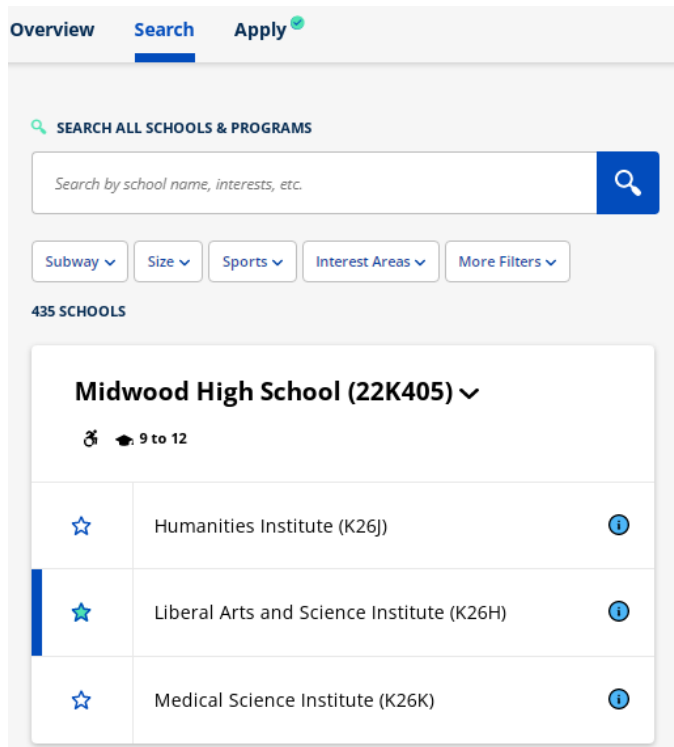 Overview Search Apply
SEARCH ALL SCHOOLS & PROGRAMS
Search by school name, interests, etc.
Subway Size Sports Interest Areas More Filters
435 SCHOOLS
Midwood High School (22K405)
9 to 12
Humanities Institute (K26J)
Liberal Arts and Science Institute (K26H)
Medical Science Institute (K26K)